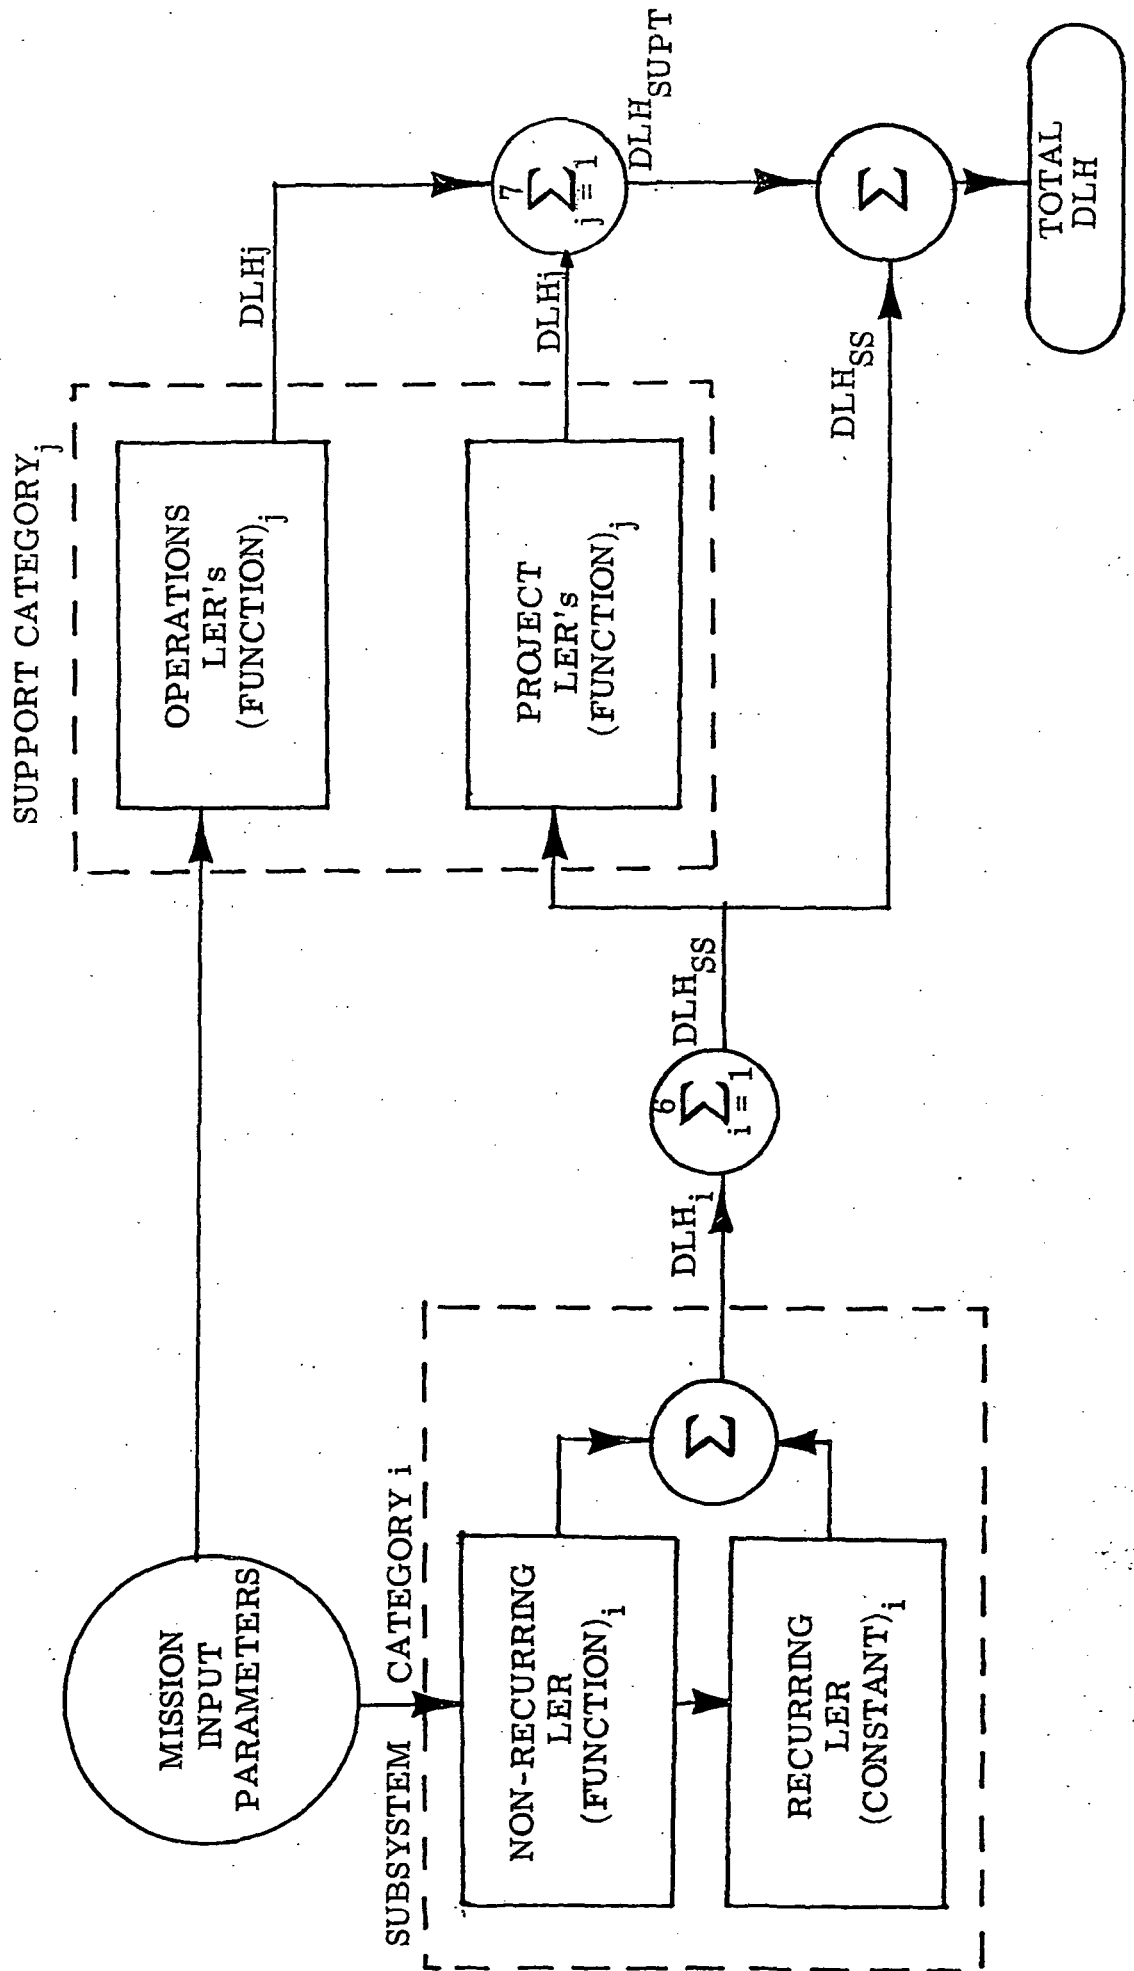 MISSION
INPUT
PARAMETERS
SUBSYSTEM CATEGORY i
NON-RECURRING
LER
(FUNCTION)i
RECURRING
LER
(CONSTANT)i
Σ
DLHi
6
Σ
i = 1
DLHSS
SUPPORT CATEGORYj
OPERATIONS
LER's
(FUNCTION)j
PROJECT
LER's
(FUNCTION)j
DLHj
DLHj
7
Σ
j = 1
DLHSUPT
DLHSS
Σ
TOTAL
DLH